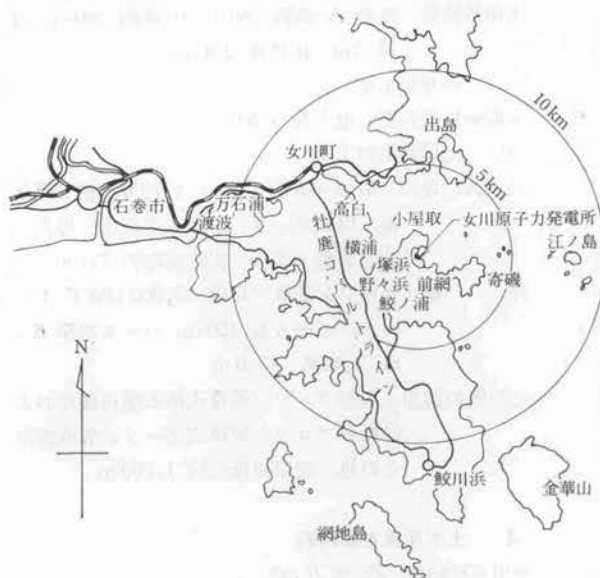 10km
出島
女川町
5km
石巻市
万石浦
渡波
高白
小屋取
女川原子力発電所
江ノ島
横浦
塚浜
牡鹿コバルトライン
野々浜
前網
寄磯
鮫ノ浦
N
鮫川浜
金華山
網地島